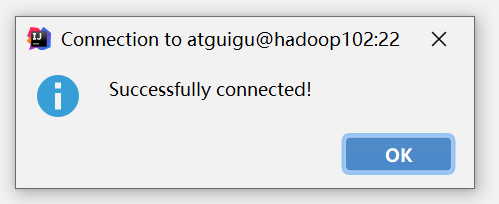 Connection to atguigu@hadoop102:22
Successfully connected!
OK